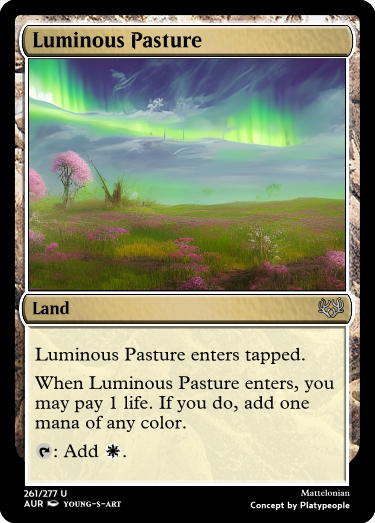 Luminous Pasture
Land
Luminous Pasture enters tapped.
When Luminous Pasture enters, you
may pay 1 life. If you do, add one
mana of any color.
: Add .
261/277 U
Mattelonian
AUR YOUNG-S-ART
Concept by Platypeople